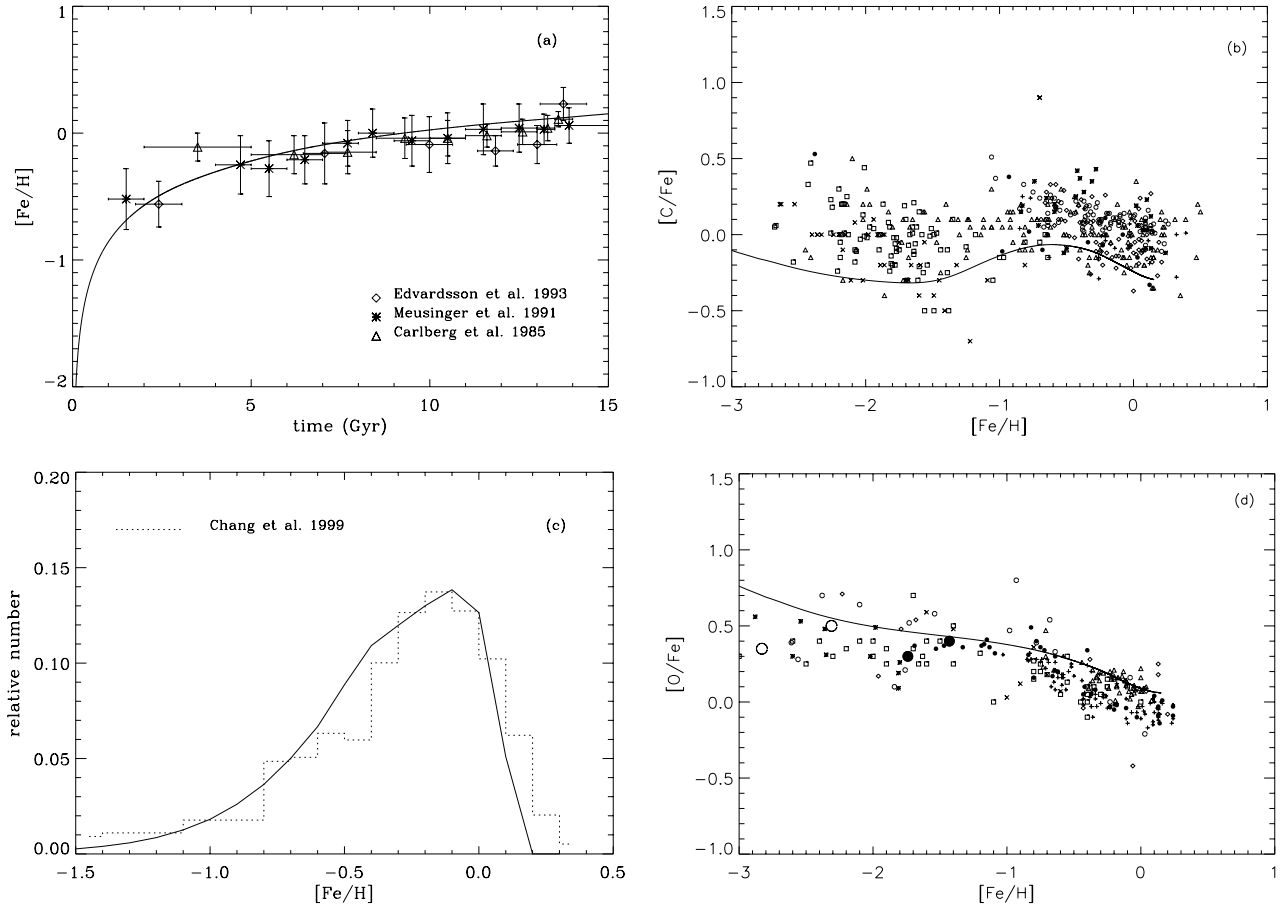 (a)
1
0
−1
−2
[Fe/H]
Edvardsson et al. 1993
Meusinger et al. 1991
Carlberg et al. 1985
0 5 10 15
time (Gyr)
(b)
1.5
1.0
0.5
0.0
−0.5
−1.0
[C/Fe]
−3 −2 −1 0 1
[Fe/H]
0.20
0.15
0.10
0.05
0.00
relative number
Chang et al. 1999
(c)
−1.5 −1.0 −0.5 0.0 0.5
[Fe/H]
(d)
1.5
1.0
0.5
0.0
−0.5
−1.0
[O/Fe]
−3 −2 −1 0 1
[Fe/H]